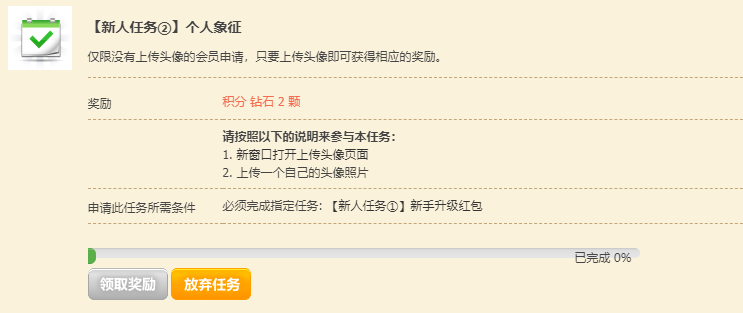 【新人任务②】个人象征
仅限没有上传头像的会员申请，只要上传头像即可获得相应的奖励。
奖励
积分 钻石 2 颗
请按照以下的说明来参与本任务：
1. 新窗口打开上传头像页面
2. 上传一个自己的头像照片
申请此任务所需条件
必须完成指定任务：【新人任务①】新手升级红包
已完成 0%
领取奖励 放弃任务